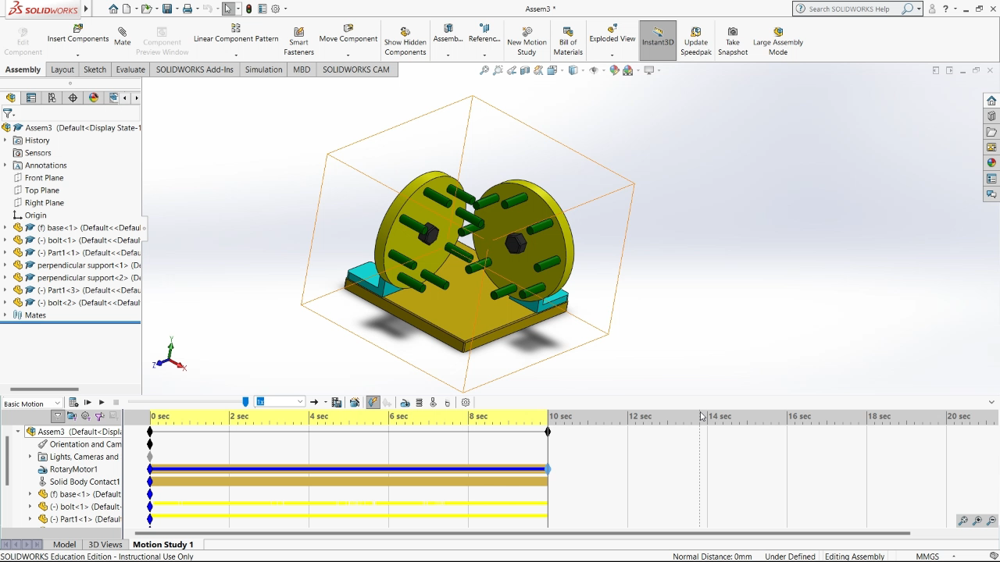 SOLIDWORKS
Assem3 *
Search SOLIDWORKS Help
?
Edit Component
Insert Components
Mate
Component Preview Window
Linear Component Pattern
Smart Fasteners
Move Component
Show Hidden Components
Assemb...
Referenc...
New Motion Study
Bill of Materials
Exploded View
Instant3D
Update Speedpak
Take Snapshot
Large Assembly Mode
Assembly
Layout
Sketch
Evaluate
SOLIDWORKS Add-Ins
Simulation
MBD
SOLIDWORKS CAM
Assem3 (Default<Display State-1
History
Sensors
Annotations
Front Plane
Top Plane
Right Plane
Origin
(f) base<1> (Default<<Defaul
(-) bolt<1> (Default<<Default
(-) Part1<1> (Default<<Defau
perpendicular support<1> (D
perpendicular support<2> (D
(-) Part1<3> (Default<<Defau
(-) bolt<2> (Default<<Default
Mates
Y
Z
X
Basic Motion
1x
0 sec
2 sec
4 sec
6 sec
8 sec
10 sec
12 sec
14 sec
16 sec
18 sec
20 sec
Assem3 (Default<Displa
Orientation and Cam
Lights, Cameras and
RotaryMotor1
Solid Body Contact1
(f) base<1> (Default
(-) bolt<1> (Default-
(-) Part1<1> (Defaul
Model
3D Views
Motion Study 1
SOLIDWORKS Education Edition - Instructional Use Only
Normal Distance: 0mm
Under Defined
Editing Assembly
MMGS